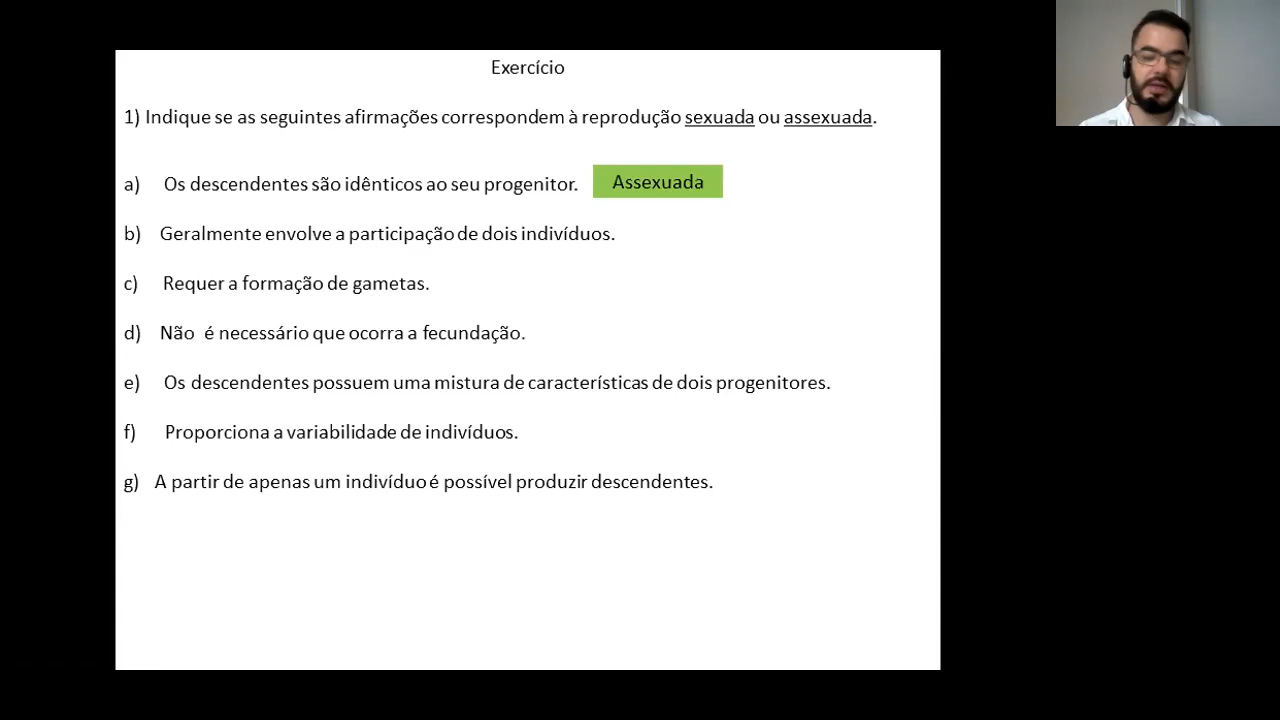 Exercício
1) Indique se as seguintes afirmações correspondem à reprodução sexuada ou assexuada.
a) Os descendentes são idênticos ao seu progenitor. Assexuada
b) Geralmente envolve a participação de dois indivíduos.
c) Requer a formação de gametas.
d) Não é necessário que ocorra a fecundação.
e) Os descendentes possuem uma mistura de características de dois progenitores.
f) Proporciona a variabilidade de indivíduos.
g) A partir de apenas um indivíduo é possível produzir descendentes.